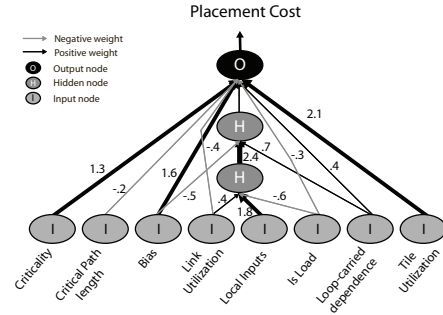 Placement Cost
Negative weight
Positive weight
O Output node
H Hidden node
I Input node
O
H
H
1.3
-.2
1.6
-.5
-.4
.4
2.4
1.8
.7
-.6
-.3
.4
2.1
I I I I I I I I
Criticality
Critical Path
length
Bias
Link
Utilization
Local Inputs
Is Load
Loop-carried
dependence
Tile
Utilization